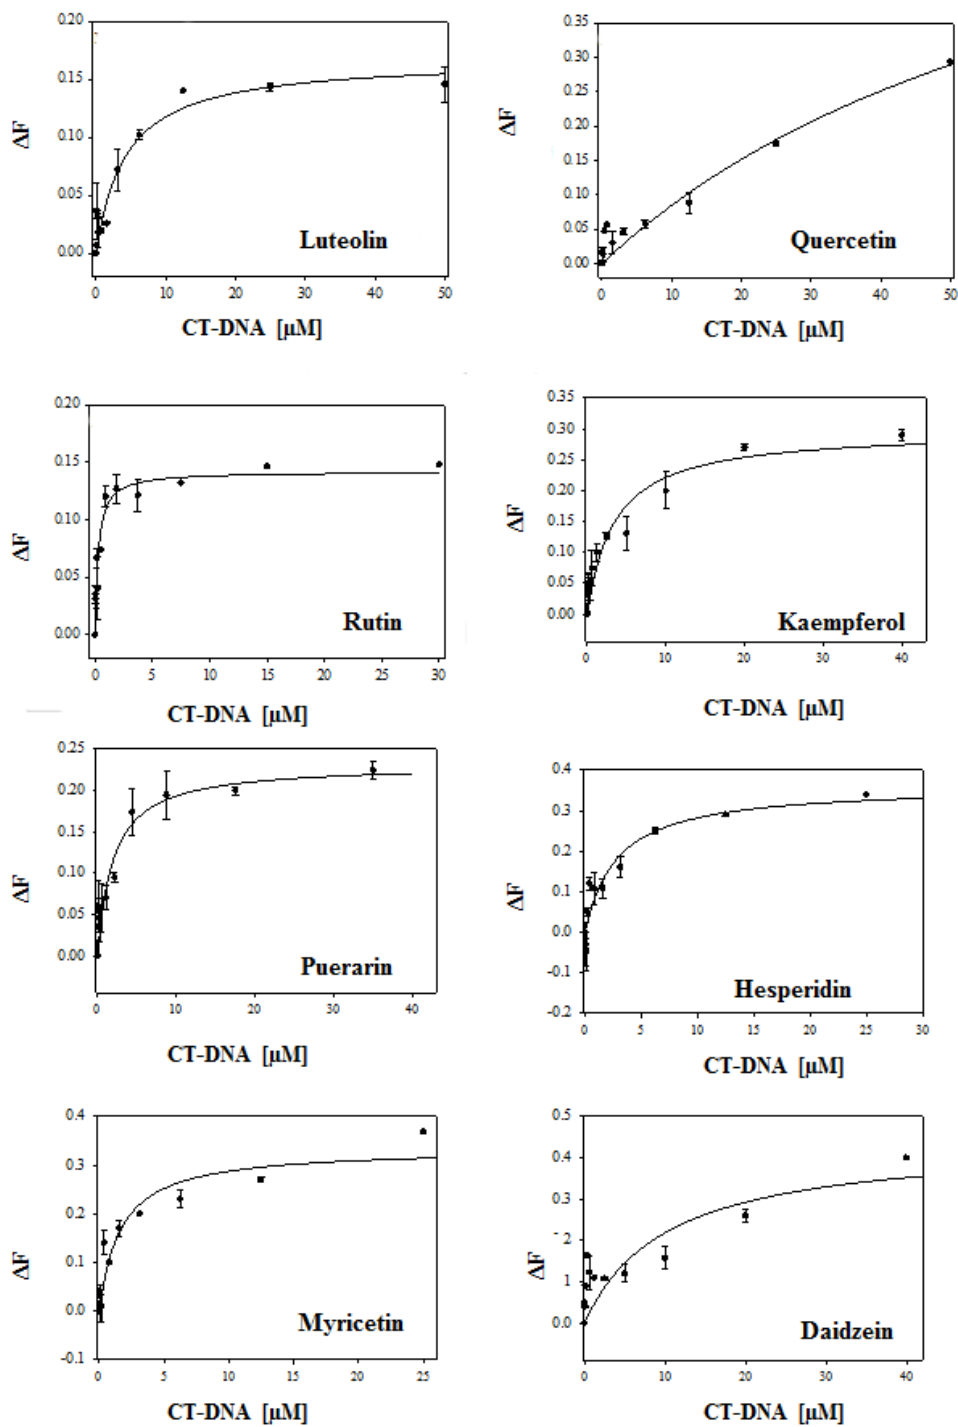 0.20
0.15
0.10
0.05
0.00
ΔF
Luteolin
0 10 20 30 40 50
CT-DNA [µM]
0.35
0.30
0.25
0.20
0.15
0.10
0.05
0.00
ΔF
Quercetin
0 10 20 30 40 50
CT-DNA [µM]
0.20
0.15
0.10
0.05
0.00
ΔF
Rutin
0 5 10 15 20 25 30
CT-DNA [µM]
0.35
0.30
0.25
0.20
0.15
0.10
0.05
0.00
ΔF
Kaempferol
0 10 20 30 40
CT-DNA [µM]
0.25
0.20
0.15
0.10
0.05
0.00
ΔF
Puerarin
0 10 20 30 40
CT-DNA [µM]
0.4
0.3
0.2
0.1
0.0
-0.1
-0.2
ΔF
Hesperidin
0 5 10 15 20 25 30
CT-DNA [µM]
0.4
0.3
0.2
0.1
0.0
-0.1
ΔF
Myricetin
0 5 10 15 20 25
CT-DNA [µM]
0.5
0.4
0.3
2
1
0.0
ΔF
Daidzein
0 10 20 30 40
CT-DNA [µM]